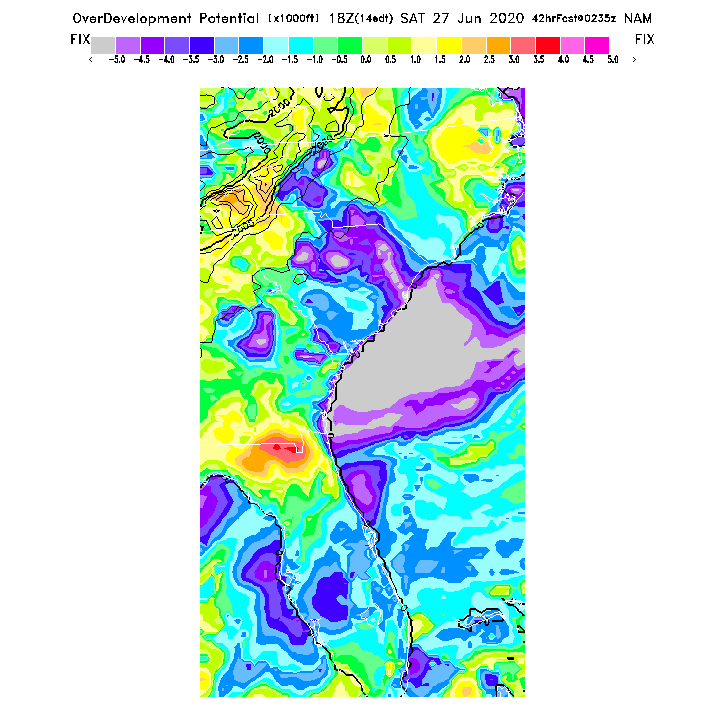 OverDevelopment Potential [x1000ft] 18Z(14edt) SAT 27 Jun 2020 42hrFcst@0235z NAM
FIX FIX
< -5.0 -4.5 -4.0 -3.5 -3.0 -2.5 -2.0 -1.5 -1.0 -0.5 0.0 0.5 1.0 1.5 2.0 2.5 3.0 3.5 4.0 4.5 5.0 >
2000
2000